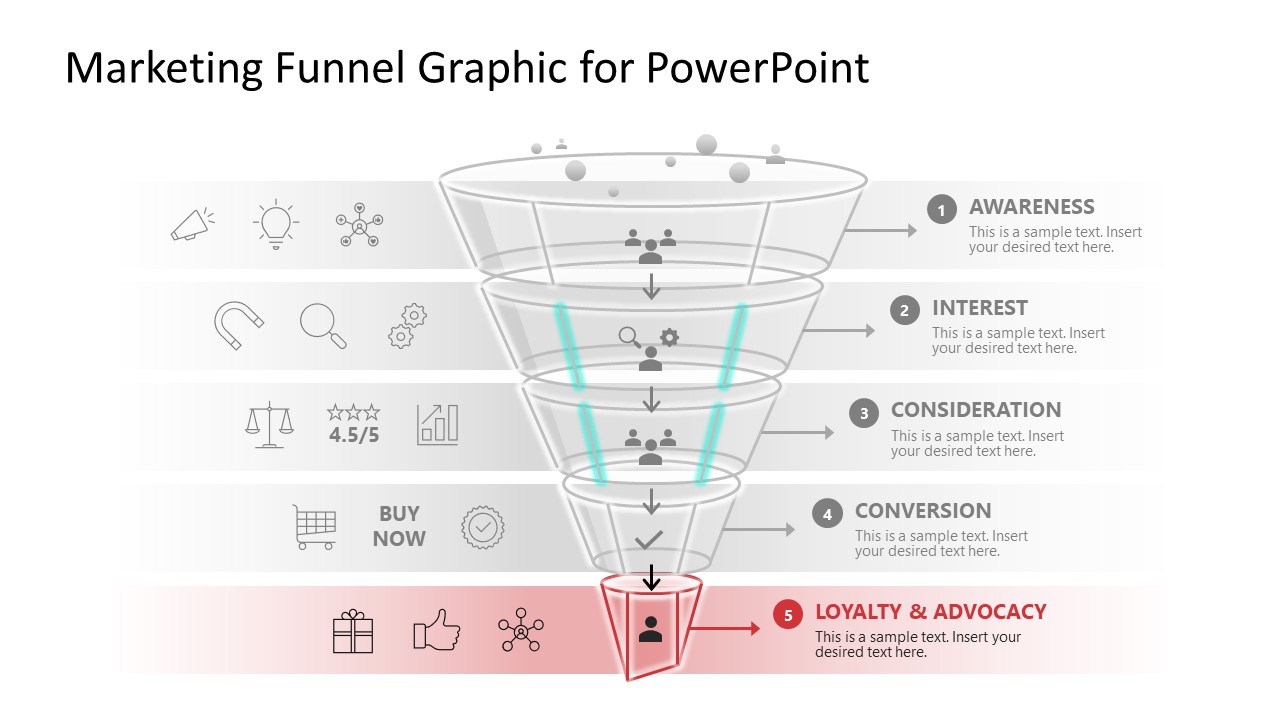 Marketing Funnel Graphic for PowerPoint
1 AWARENESS
This is a sample text. Insert
your desired text here.
2 INTEREST
This is a sample text. Insert
your desired text here.
4.5/5
3 CONSIDERATION
This is a sample text. Insert
your desired text here.
BUY
NOW
4 CONVERSION
This is a sample text. Insert
your desired text here.
5 LOYALTY & ADVOCACY
This is a sample text. Insert your
desired text here.